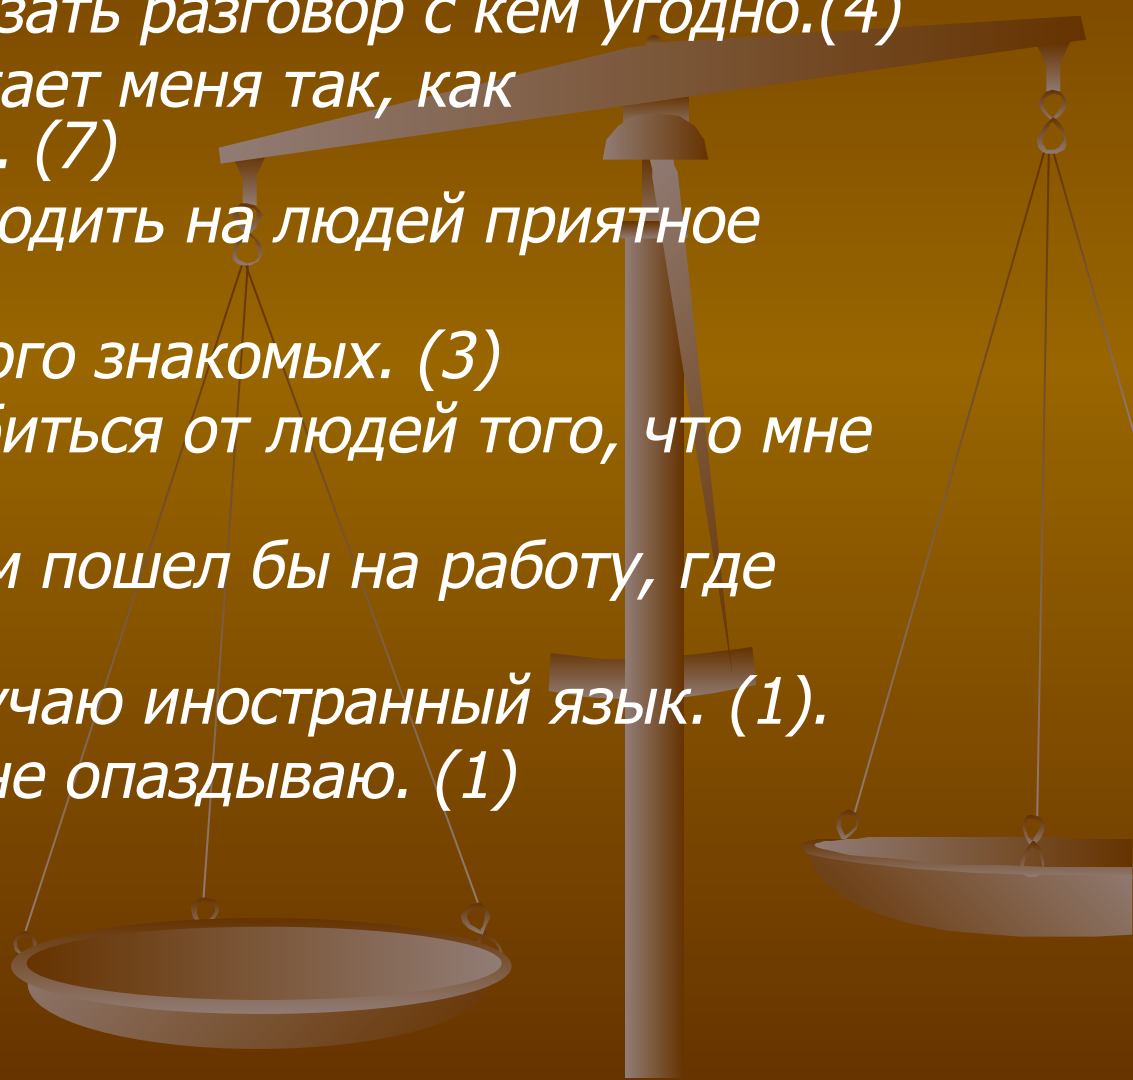 зать разговор с кем угодно.(4)
гает меня так, как
. (7)
одить на людей приятное
ого знакомых. (3)
биться от людей того, что мне
м пошел бы на работу, где
учаю иностранный язык. (1).
не опаздываю. (1)